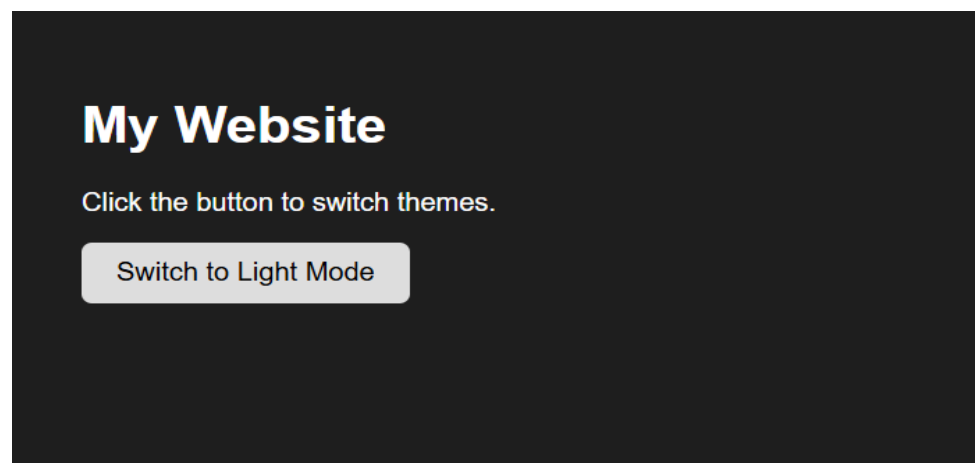 My Website
Click the button to switch themes.
Switch to Light Mode